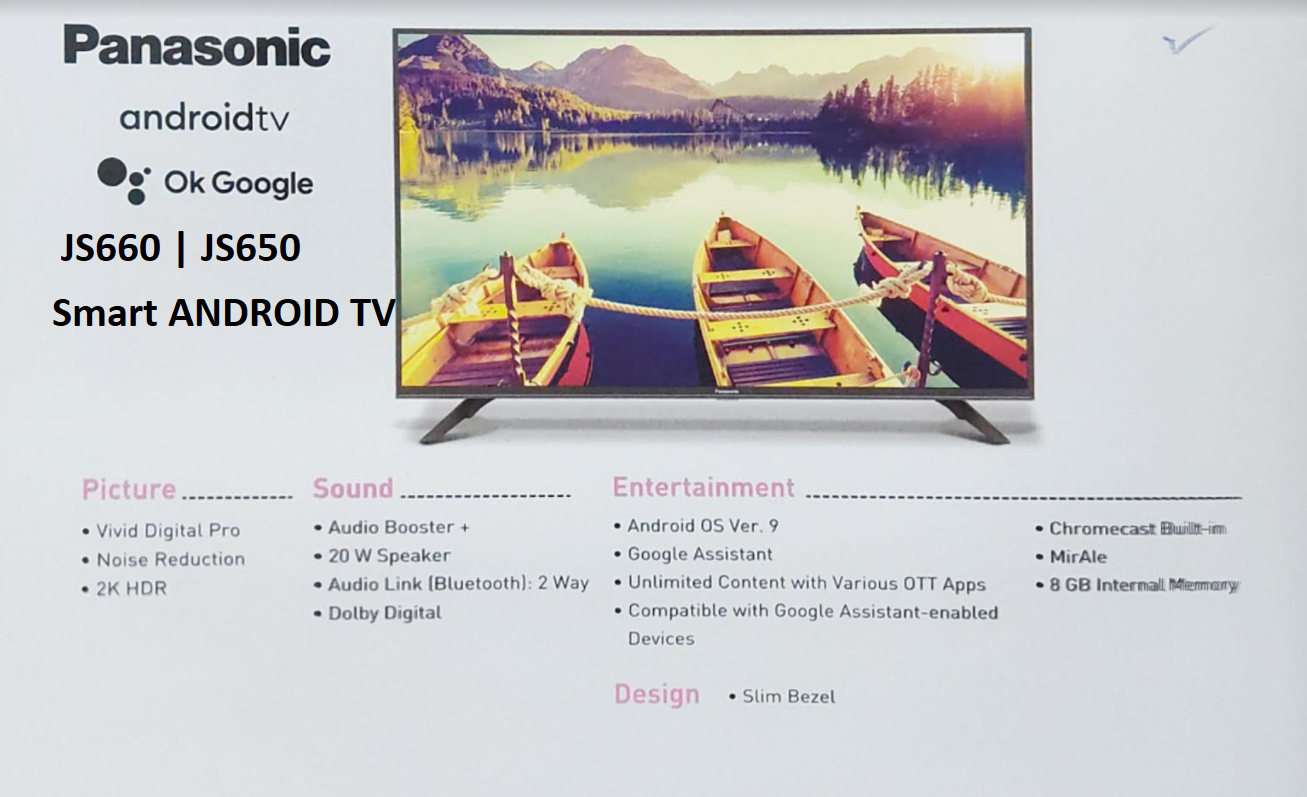 Panasonic
androidtv
Ok Google
JS660 | JS650
Smart ANDROID TV
Panasonic
Picture
• Vivid Digital Pro
• Noise Reduction
• 2K HDR
Sound
• Audio Booster +
• 20 W Speaker
• Audio Link (Bluetooth): 2 Way
• Dolby Digital
Entertainment
• Android OS Ver. 9
• Google Assistant
• Unlimited Content with Various OTT Apps
• Compatible with Google Assistant-enabled
Devices
• Chromecast Built-in
• MirAle
• 8 GB Internal Memory
Design
• Slim Bezel